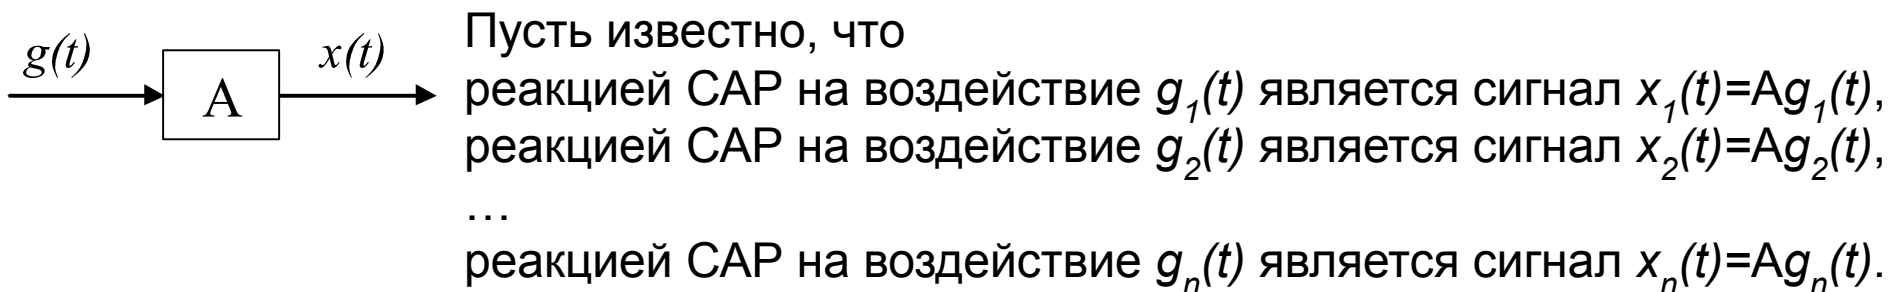 g(t)
A
x(t)
Пусть известно, что
реакцией САР на воздействие g₁(t) является сигнал x₁(t)=Ag₁(t),
реакцией САР на воздействие g₂(t) является сигнал x₂(t)=Ag₂(t),
…
реакцией САР на воздействие gₙ(t) является сигнал xₙ(t)=Agₙ(t).